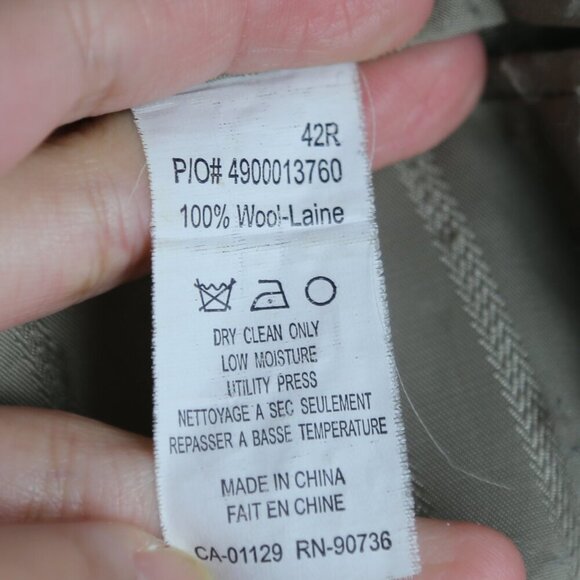 42R
P/O# 4900013760
100% Wool-Laine
DRY CLEAN ONLY
LOW MOISTURE
UTILITY PRESS
NETTOYAGE A SEC SEULEMENT
REPASSER A BASSE TEMPERATURE
MADE IN CHINA
FAIT EN CHINE
CA-01129 RN-90736